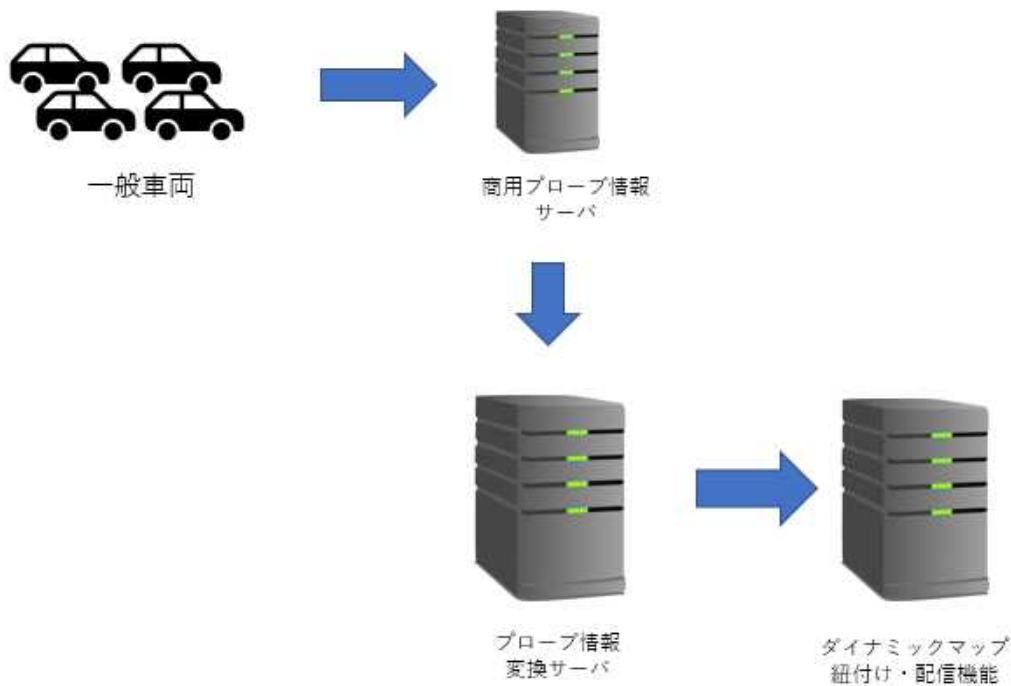 一般車両
商用プローブ情報
サーバ
プローブ情報
変換サーバ
ダイナミックマップ
紐付け・配信機能